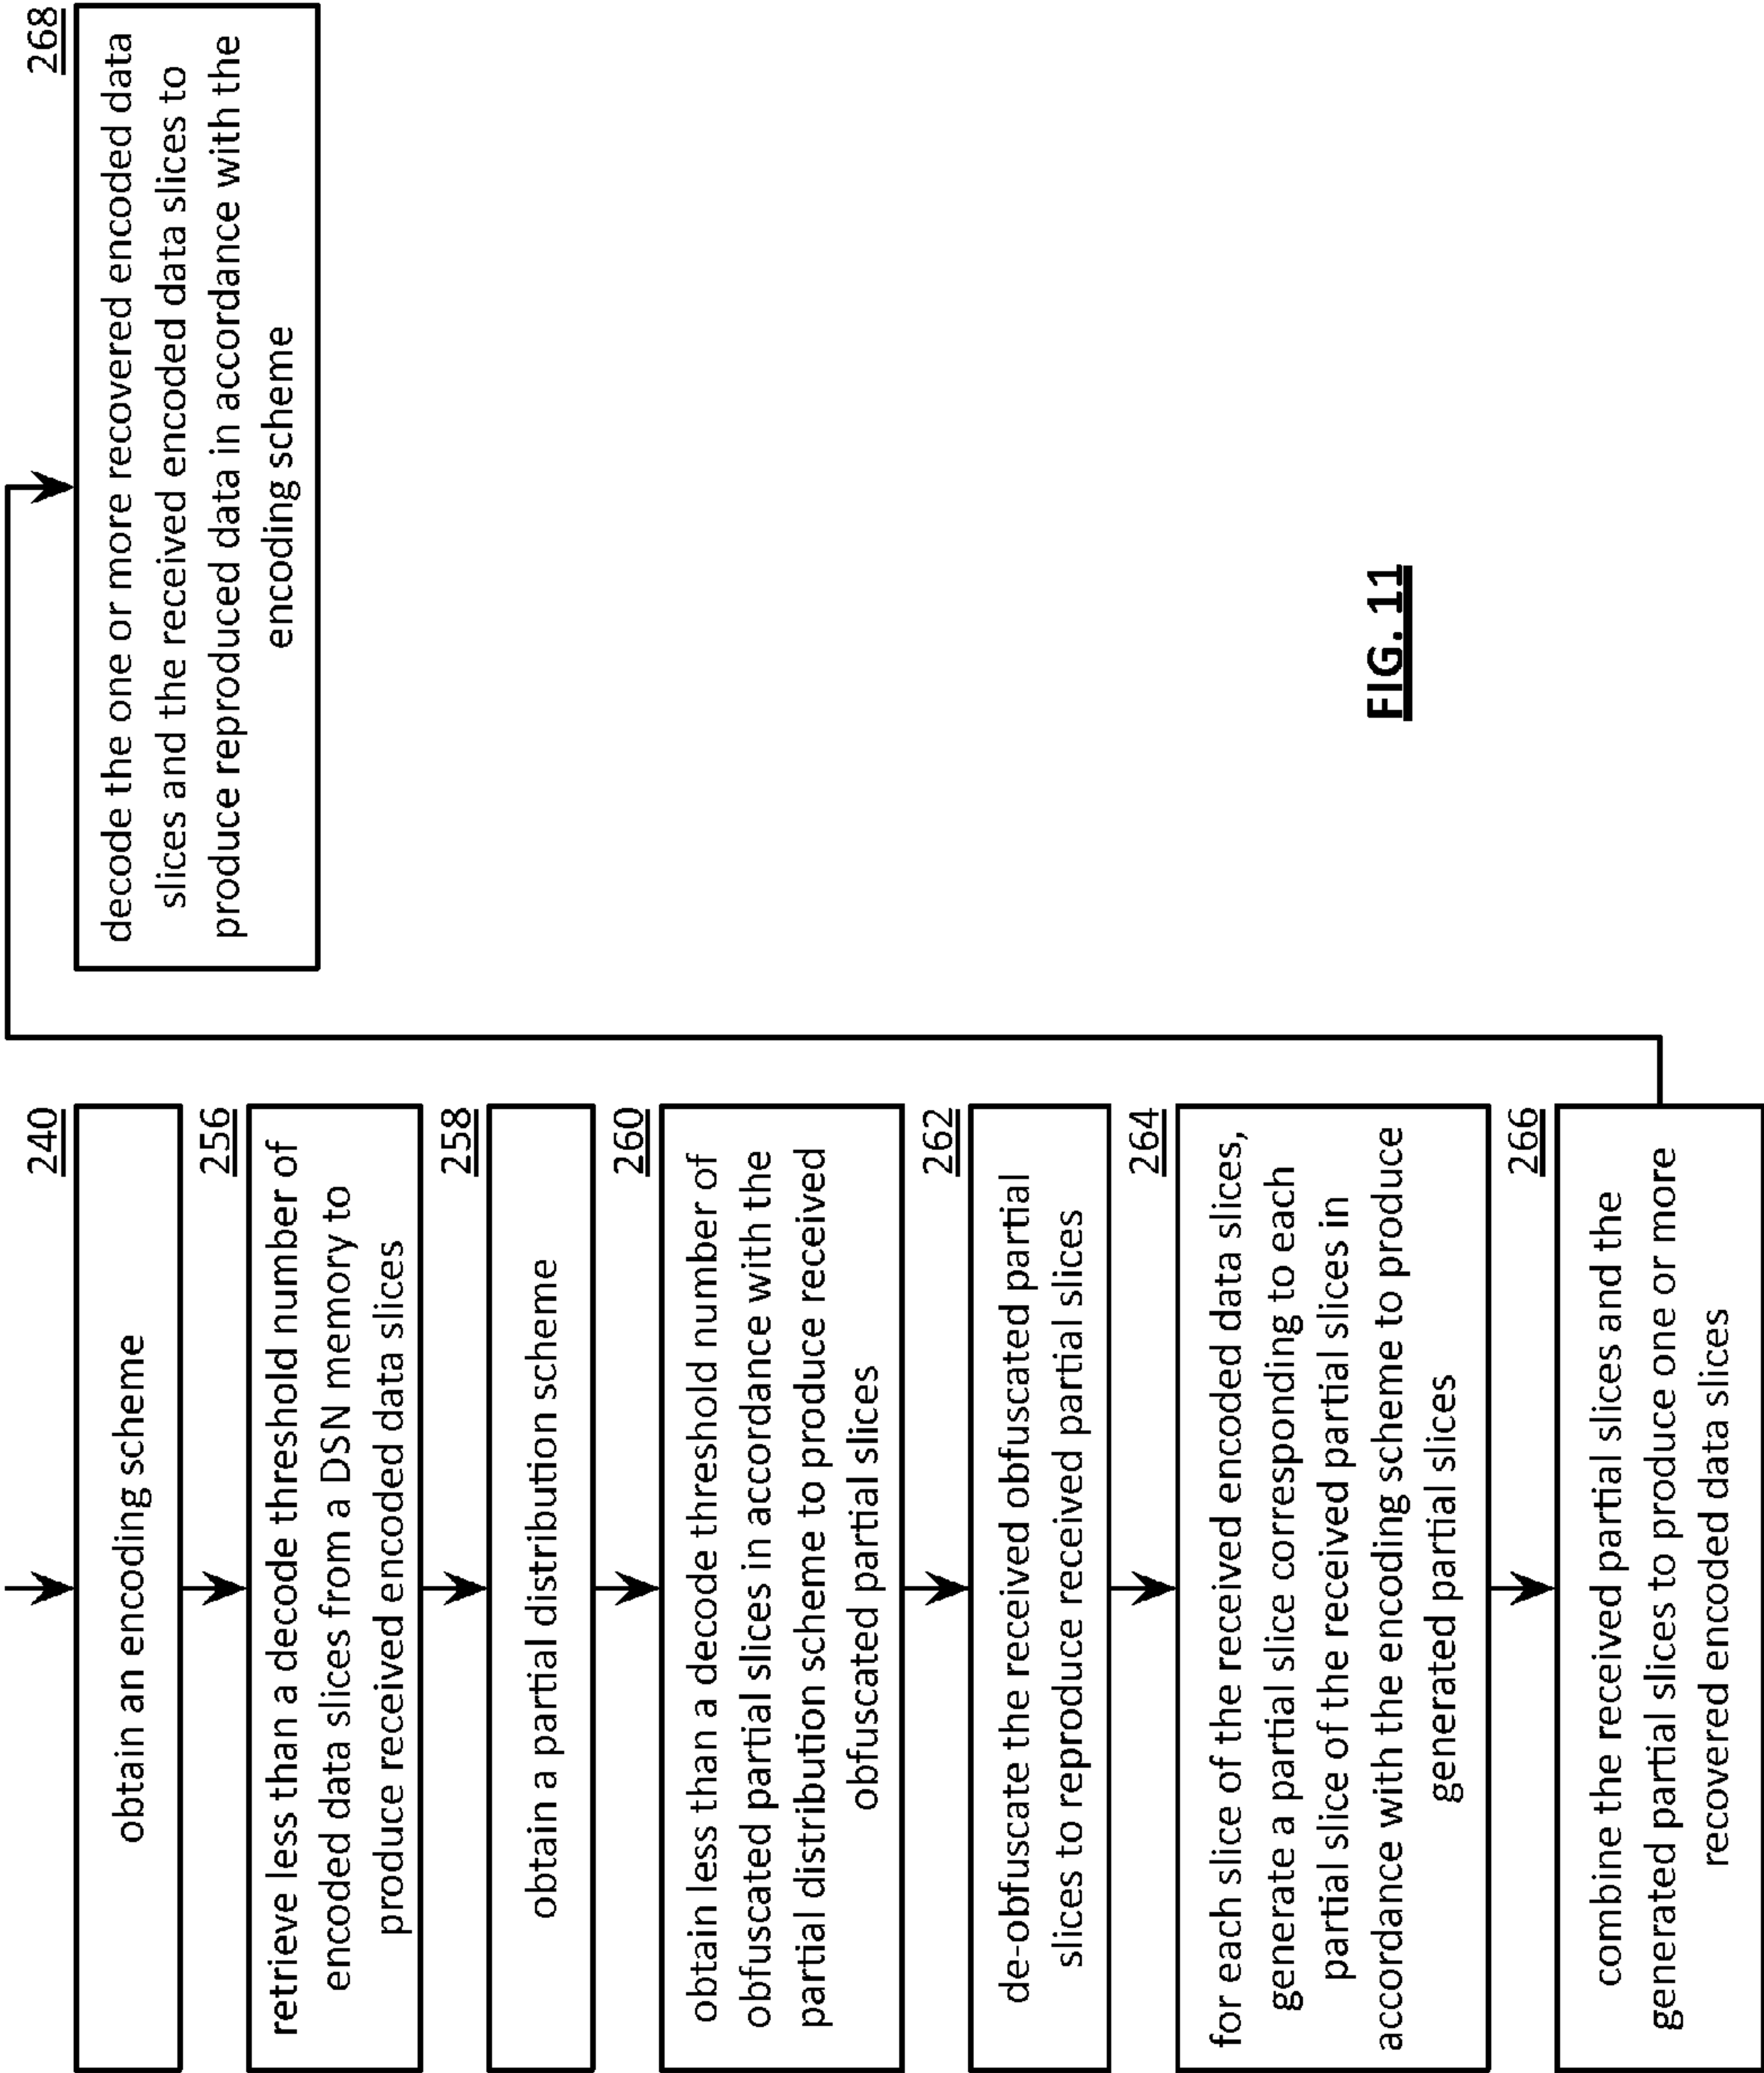 240
obtain an encoding scheme
256
retrieve less than a decode threshold number of
encoded data slices from a DSN memory to
produce received encoded data slices
258
obtain a partial distribution scheme
260
obtain less than a decode threshold number of
obfuscated partial slices in accordance with the
partial distribution scheme to produce received
obfuscated partial slices
262
de-obfuscate the received obfuscated partial
slices to reproduce received partial slices
264
for each slice of the received encoded data slices,
generate a partial slice corresponding to each
partial slice of the received partial slices in
accordance with the encoding scheme to produce
generated partial slices
266
combine the received partial slices and the
generated partial slices to produce one or more
recovered encoded data slices
268
decode the one or more recovered encoded data
slices and the received encoded data slices to
produce reproduced data in accordance with the
encoding scheme
FIG. 11